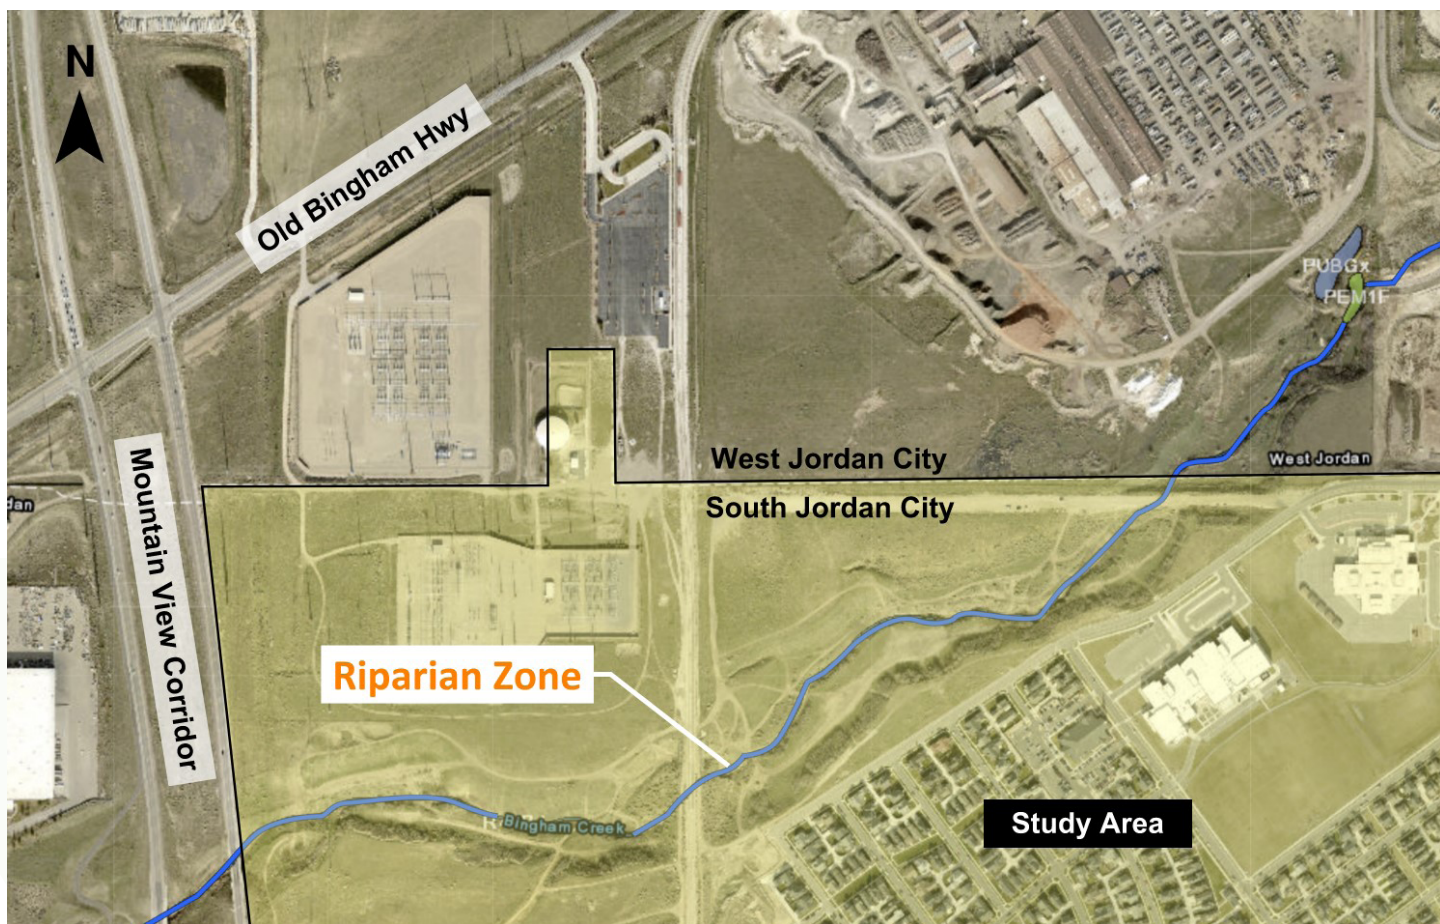 N
Old Bingham Hwy
PUBGx
PEM1F
West Jordan City
West Jordan
South Jordan City
dan
Mountain View Corridor
Riparian Zone
R
Bingham Creek
Study Area